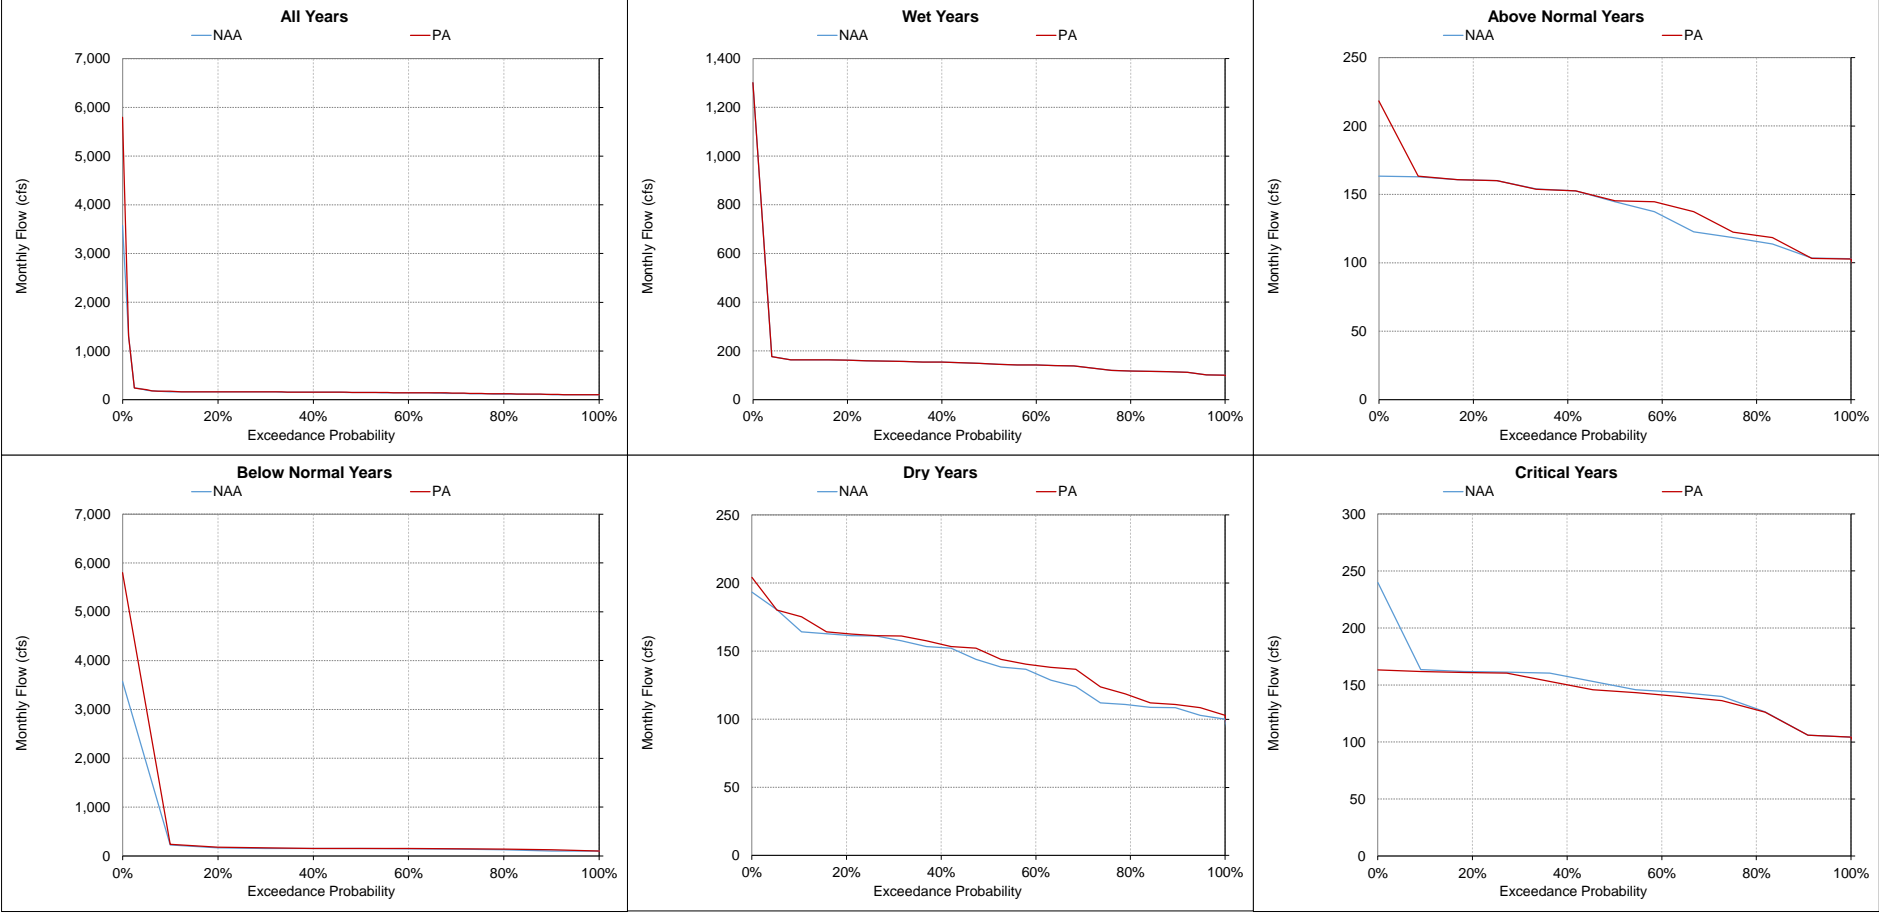 All Years
NAA PA
7,000
6,000
5,000
4,000
3,000
2,000
1,000
0
0% 20% 40% 60% 80% 100%
Monthly Flow (cfs)
Exceedance Probability
Wet Years
NAA PA
1,400
1,200
1,000
800
600
400
200
0
0% 20% 40% 60% 80% 100%
Monthly Flow (cfs)
Exceedance Probability
Above Normal Years
NAA PA
250
200
150
100
50
0
0% 20% 40% 60% 80% 100%
Monthly Flow (cfs)
Exceedance Probability
Below Normal Years
NAA PA
7,000
6,000
5,000
4,000
3,000
2,000
1,000
0
0% 20% 40% 60% 80% 100%
Monthly Flow (cfs)
Exceedance Probability
Dry Years
NAA PA
250
200
150
100
50
0
0% 20% 40% 60% 80% 100%
Monthly Flow (cfs)
Exceedance Probability
Critical Years
NAA PA
300
250
200
150
100
50
0
0% 20% 40% 60% 80% 100%
Monthly Flow (cfs)
Exceedance Probability